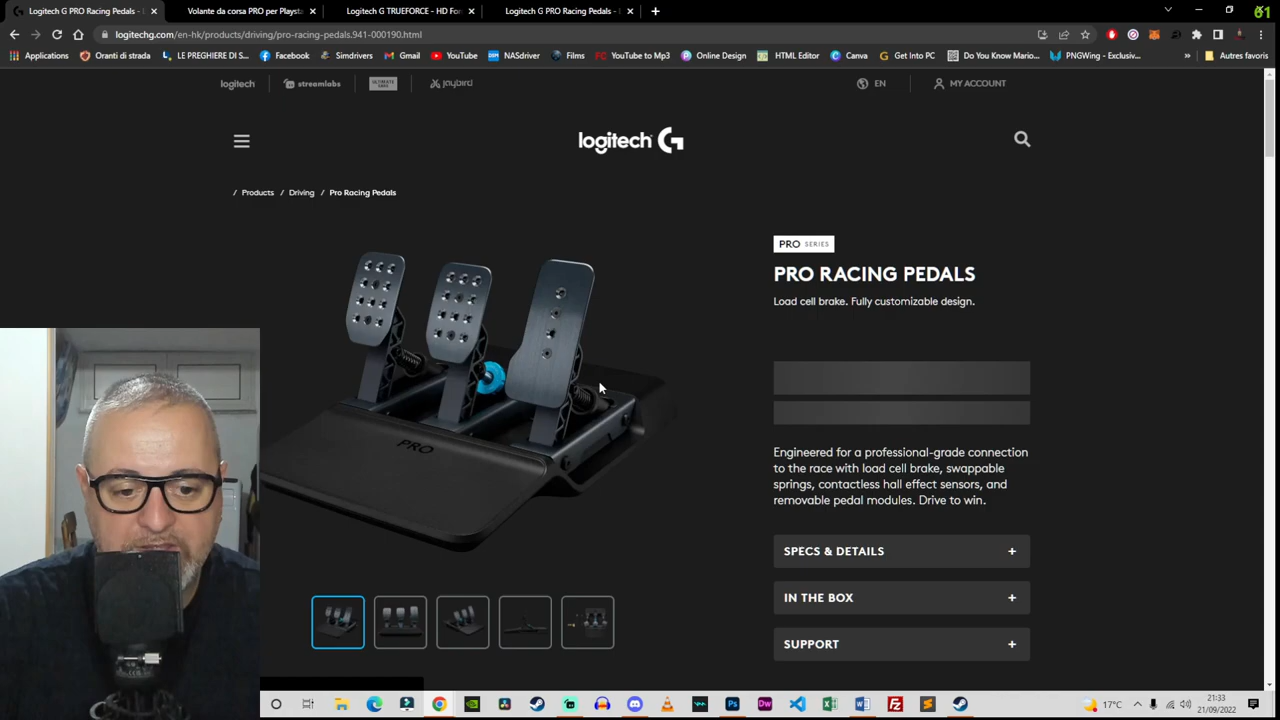 Logitech G PRO Racing Pedals -
Volante da corsa PRO per Playst
Logitech G TRUEFORCE - HD For
Logitech G PRO Racing Pedals -
61
logitechg.com/en-hk/products/driving/pro-racing-pedals.941-000190.html
Applications
Oranti di strada
LE PREGHIERE DI SI
Facebook
Simdrivers
Gmail
YouTube
NASdriver
Films
YouTube to Mp3
Online Design
HTML Editor
Canva
Get Into PC
Do You Know Mario...
PNGWing - Exclusiv...
»
Autres favoris
logitech
streamlabs
ULTIMATE EARS
jaybird
EN
MY ACCOUNT
logitech G
/ Products / Driving / Pro Racing Pedals
PRO SERIES
PRO RACING PEDALS
Load cell brake. Fully customizable design.
PRO
Engineered for a professional-grade connection
to the race with load cell brake, swappable
springs, contactless hall effect sensors, and
removable pedal modules. Drive to win.
SPECS & DETAILS +
IN THE BOX +
SUPPORT +
17°C
21:33
21/09/2022